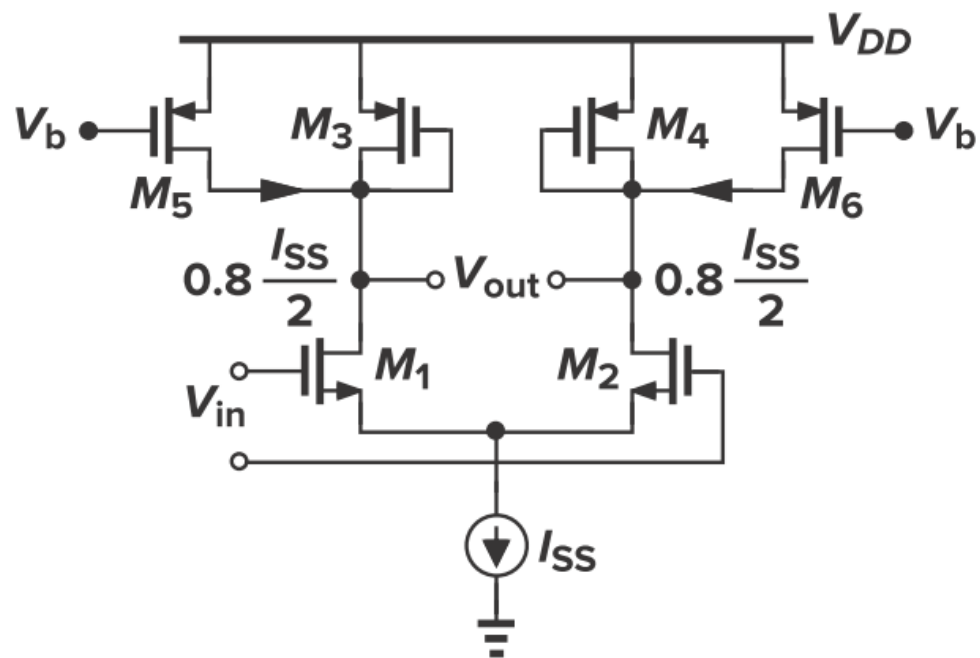 V_DD
V_b
M_3
M_4
V_b
M_5
M_6
0.8 I_SS/2
V_out
0.8 I_SS/2
M_1
M_2
V_in
I_SS